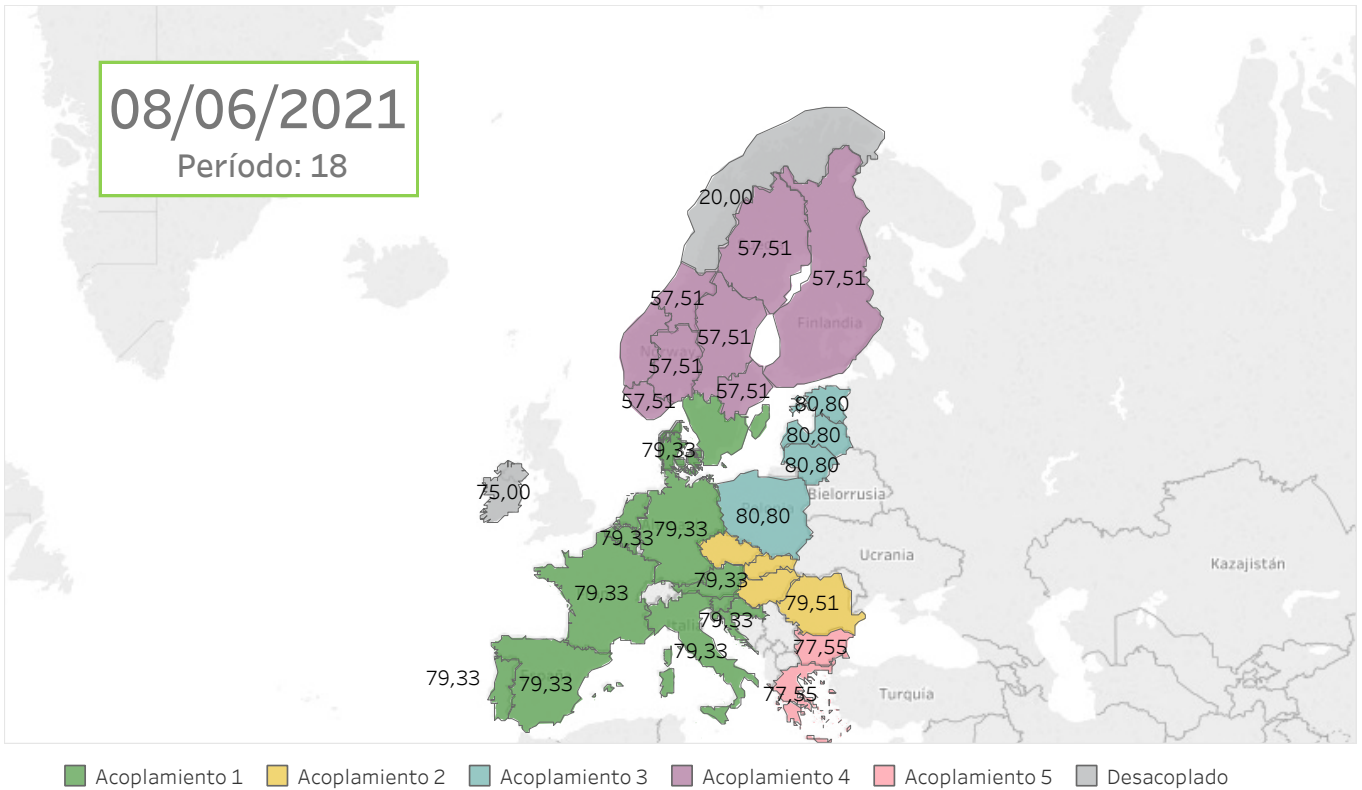 08/06/2021
Período: 18
20,00
57,51
57,51
57,51
57,51
Finlandia
Norway
57,51
57,51
57,51
80,80
80,80
80,80
79,33
75,00
Bielorrusia
80,80
79,33
79,33
Ucrania
Kazajistán
79,33
79,33
79,51
79,33
Italia
79,33
77,55
79,33
79,33
77,55
Turquía
Acoplamiento 1
Acoplamiento 2
Acoplamiento 3
Acoplamiento 4
Acoplamiento 5
Desacoplado